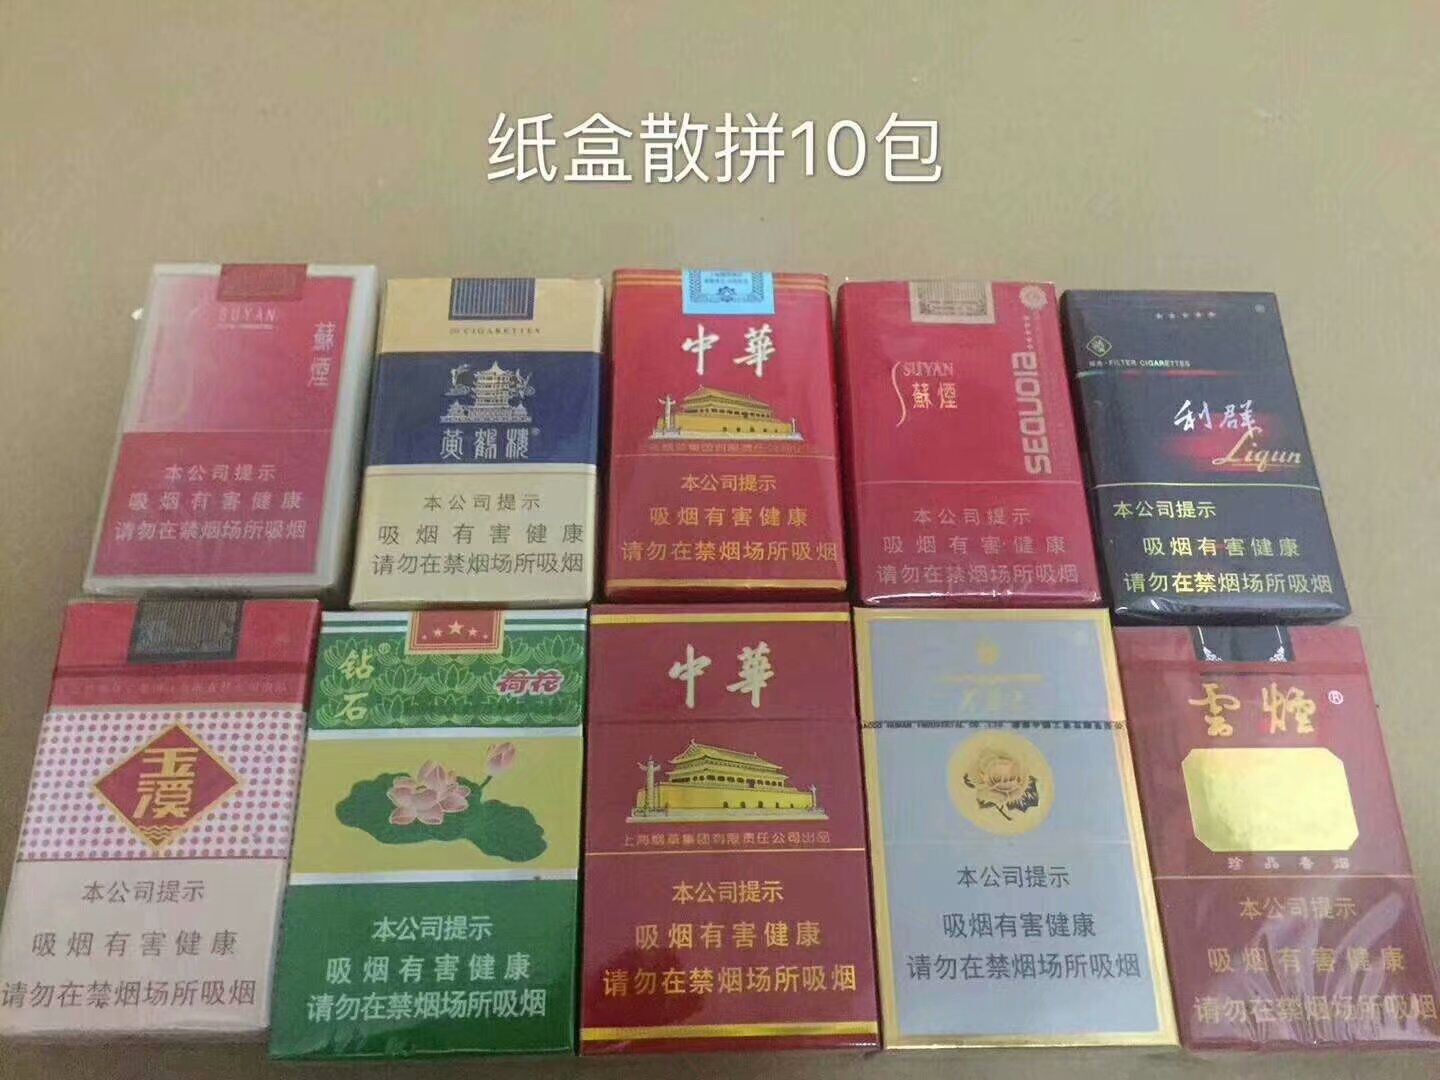 纸盒散拼10包
SUYAN
蘇煙
本公司提示
吸烟有害健康
请勿在禁烟场所吸烟
20 CIGARETTES
黄鹤楼
本公司提示
吸烟有害健康
请勿在禁烟场所吸烟
中華
本公司提示
吸烟有害健康
请勿在禁烟场所吸烟
SUYAN
蘇煙
SEQUOIA
本公司提示
吸烟有害健康
请勿在禁烟场所吸烟
FILTER CIGARETTES
利群
Liqun
本公司提示
吸烟有害健康
请勿在禁烟场所吸烟
玉溪
本公司提示
吸烟有害健康
请勿在禁烟场所吸烟
钻石
荷花
本公司提示
吸烟有害健康
请勿在禁烟场所吸烟
中華
上海烟草集团有限责任公司出品
本公司提示
吸烟有害健康
请勿在禁烟场所吸烟
本公司提示
吸烟有害健康
请勿在禁烟场所吸烟
雲煙
珍品香烟
本公司提示
吸烟有害健康
请勿在禁烟场所吸烟